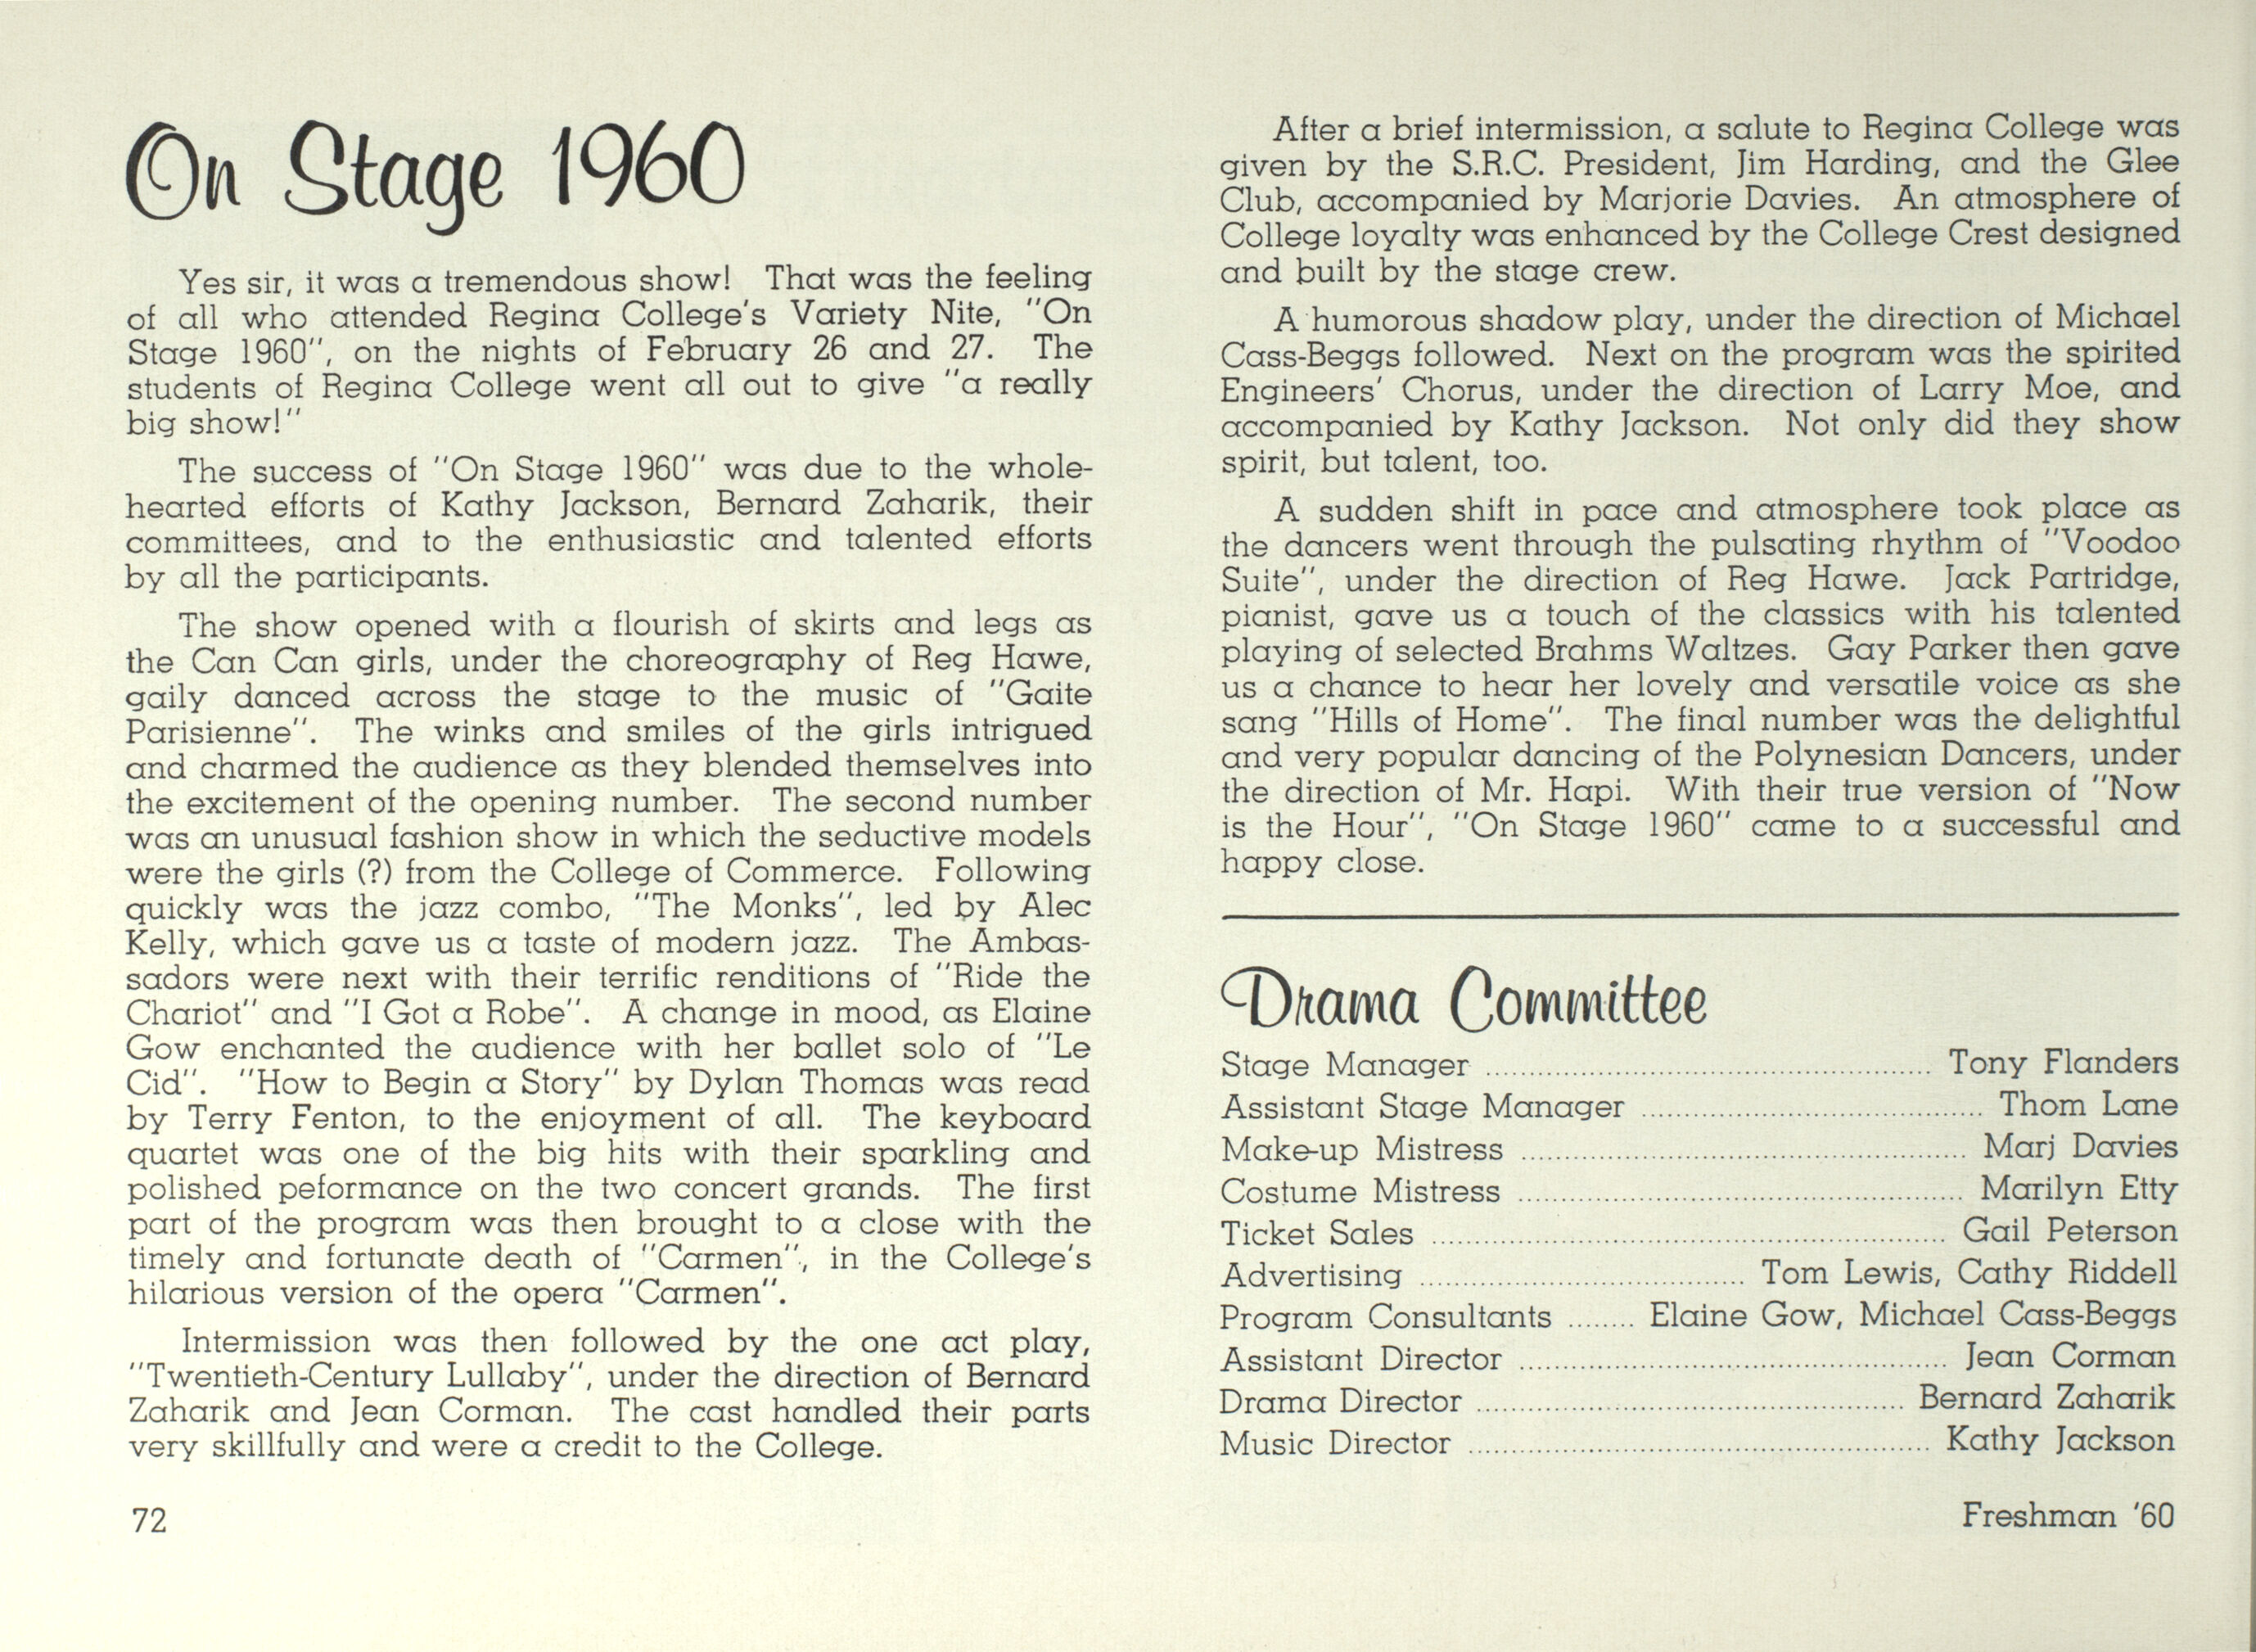 On Stage 1960
Yes sir, it was a tremendous show! That was the feeling
of all who attended Regina College's Variety Nite, "On
Stage 1960", on the nights of February 26 and 27. The
students of Regina College went all out to give "a really
big show!"
The success of "On Stage 1960" was due to the whole-
hearted efforts of Kathy Jackson, Bernard Zaharik, their
committees, and to the enthusiastic and talented efforts
by all the participants.
The show opened with a flourish of skirts and legs as
the Can Can girls, under the choreography of Reg Hawe,
gaily danced across the stage to the music of "Gaite
Parisienne". The winks and smiles of the girls intrigued
and charmed the audience as they blended themselves into
the excitement of the opening number. The second number
was an unusual fashion show in which the seductive models
were the girls (?) from the College of Commerce. Following
quickly was the jazz combo, "The Monks", led by Alec
Kelly, which gave us a taste of modern jazz. The Ambas-
sadors were next with their terrific renditions of "Ride the
Chariot" and "I Got a Robe". A change in mood, as Elaine
Gow enchanted the audience with her ballet solo of "Le
Cid". "How to Begin a Story" by Dylan Thomas was read
by Terry Fenton, to the enjoyment of all. The keyboard
quartet was one of the big hits with their sparkling and
polished peformance on the two concert grands. The first
part of the program was then brought to a close with the
timely and fortunate death of "Carmen", in the College's
hilarious version of the opera "Carmen".
Intermission was then followed by the one act play,
"Twentieth-Century Lullaby", under the direction of Bernard
Zaharik and Jean Corman. The cast handled their parts
very skillfully and were a credit to the College.
72
After a brief intermission, a salute to Regina College was
given by the S.R.C. President, Jim Harding, and the Glee
Club, accompanied by Marjorie Davies. An atmosphere of
College loyalty was enhanced by the College Crest designed
and built by the stage crew.
A humorous shadow play, under the direction of Michael
Cass-Beggs followed. Next on the program was the spirited
Engineers' Chorus, under the direction of Larry Moe, and
accompanied by Kathy Jackson. Not only did they show
spirit, but talent, too.
A sudden shift in pace and atmosphere took place as
the dancers went through the pulsating rhythm of "Voodoo
Suite", under the direction of Reg Hawe. Jack Partridge,
pianist, gave us a touch of the classics with his talented
playing of selected Brahms Waltzes. Gay Parker then gave
us a chance to hear her lovely and versatile voice as she
sang "Hills of Home". The final number was the delightful
and very popular dancing of the Polynesian Dancers, under
the direction of Mr. Hapi. With their true version of "Now
is the Hour", "On Stage 1960" came to a successful and
happy close.
Drama Committee
Stage Manager ........ Tony Flanders
Assistant Stage Manager ........ Thom Lane
Make-up Mistress ........ Marj Davies
Costume Mistress ........ Marilyn Etty
Ticket Sales ........ Gail Peterson
Advertising ........ Tom Lewis, Cathy Riddell
Program Consultants ........ Elaine Gow, Michael Cass-Beggs
Assistant Director ........ Jean Corman
Drama Director ........ Bernard Zaharik
Music Director ........ Kathy Jackson
Freshman '60